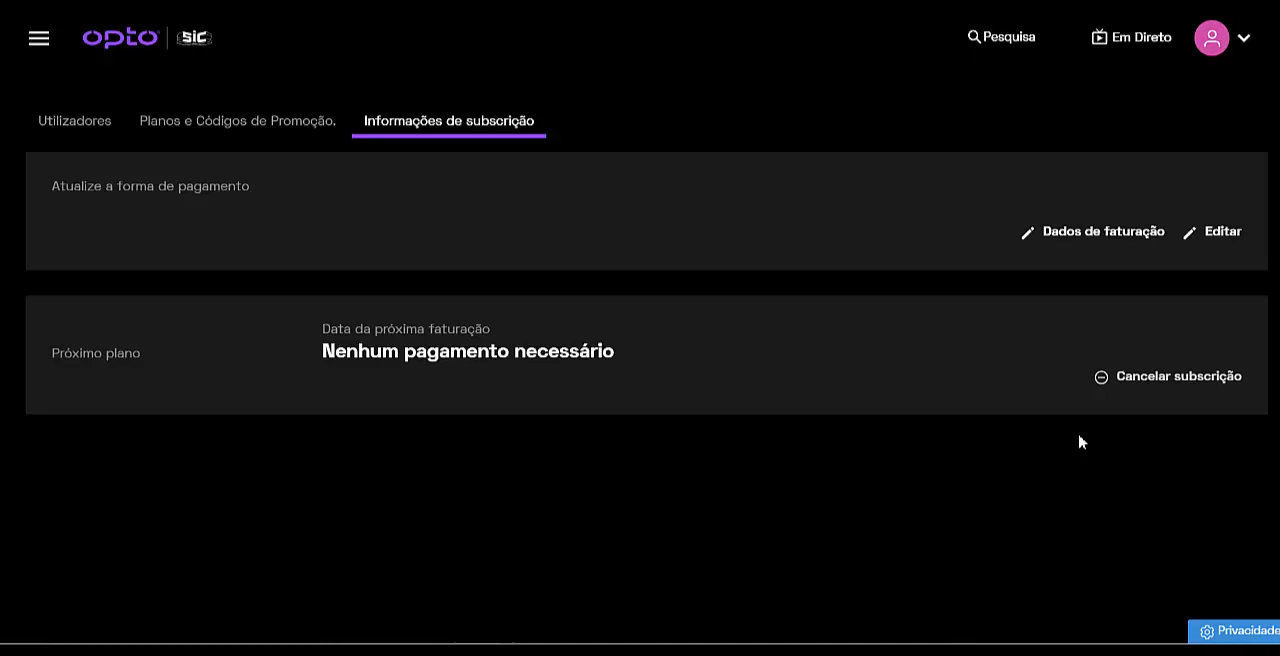 opto SIC
Pesquisa
Em Direto
Utilizadores
Planos e Códigos de Promoção.
Informações de subscrição
Atualize a forma de pagamento
Dados de faturação
Editar
Data da próxima faturação
Próximo plano
Nenhum pagamento necessário
Cancelar subscrição
Privacidade